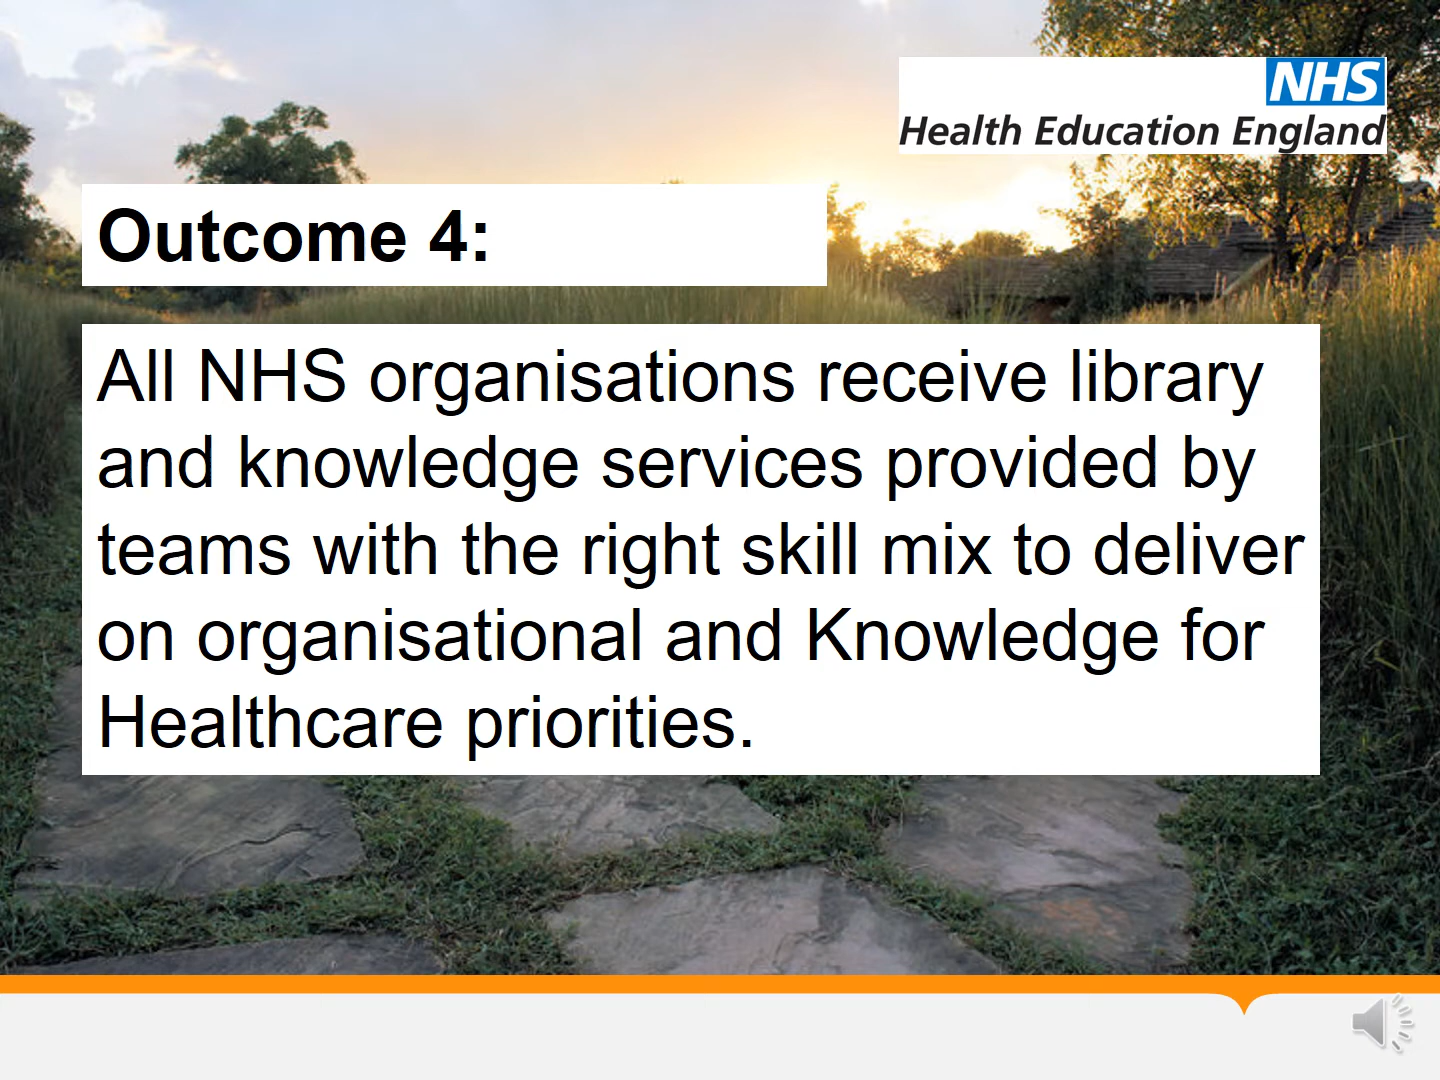 NHS
Health Education England
Outcome 4:
All NHS organisations receive library
and knowledge services provided by
teams with the right skill mix to deliver
on organisational and Knowledge for
Healthcare priorities.